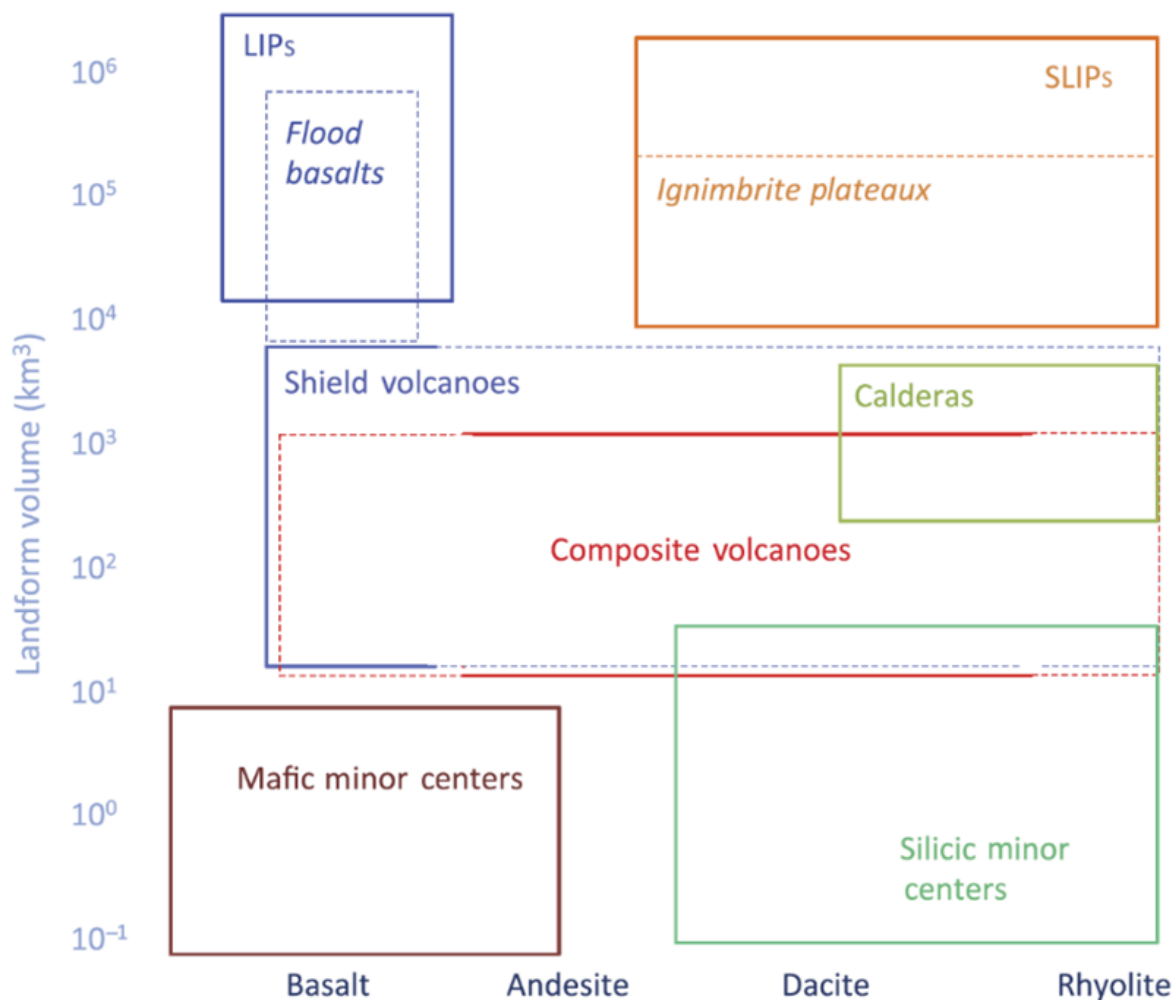 LIPs
SLIPs
10⁶
Flood
basalts
10⁵
Ignimbrite plateaux
10⁴
Shield volcanoes
Calderas
10³
Composite volcanoes
10²
10¹
Mafic minor centers
10⁰
Silicic minor
centers
10⁻¹
Landform volume (km³)
Basalt Andesite Dacite Rhyolite